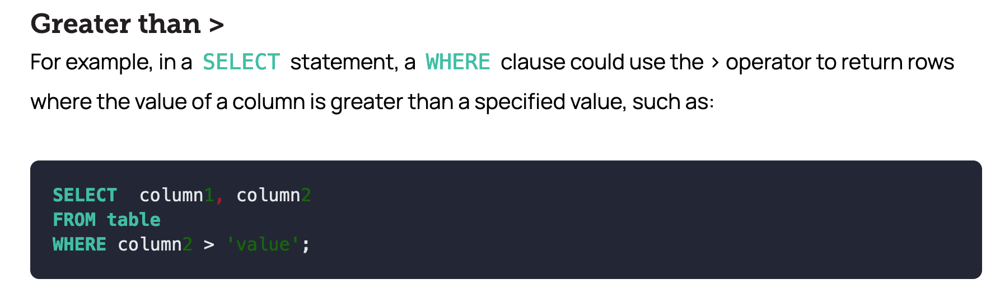 Greater than >
For example, in a SELECT statement, a WHERE clause could use the > operator to return rows
where the value of a column is greater than a specified value, such as:
SELECT  column1, column2
FROM table
WHERE column2 > 'value';